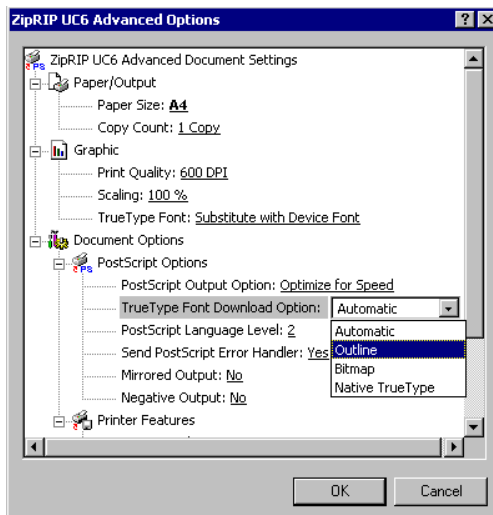 ZipRIP UC6 Advanced Options
ZipRIP UC6 Advanced Document Settings
Paper/Output
Paper Size: A4
Copy Count: 1 Copy
Graphic
Print Quality: 600 DPI
Scaling: 100 %
TrueType Font: Substitute with Device Font
Document Options
PostScript Options
PostScript Output Option: Optimize for Speed
TrueType Font Download Option: Automatic
PostScript Language Level: 2
Automatic
Send PostScript Error Handler: Yes
Outline
Mirrored Output: No
Bitmap
Negative Output: No
Native TrueType
Printer Features
OK
Cancel